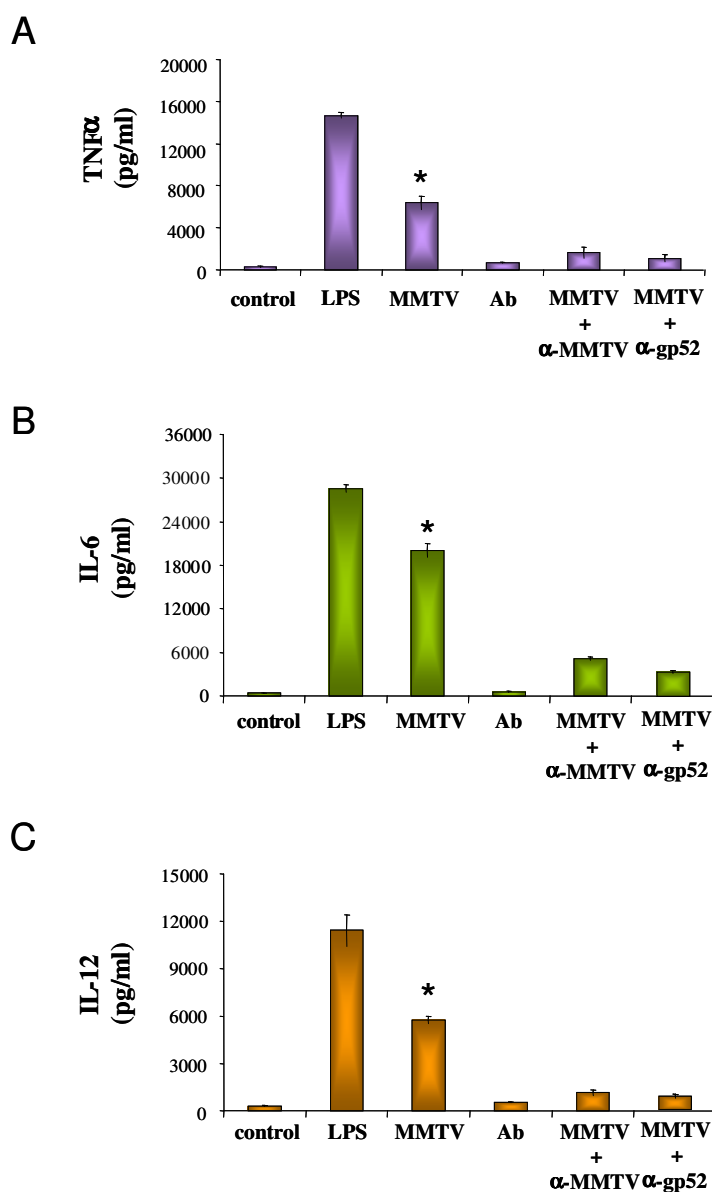 A
TNFα
(pg/ml)
20000
16000
12000
8000
4000
0
*
control LPS MMTV Ab MMTV MMTV
+ +
α-MMTV α-gp52
B
IL-6
(pg/ml)
36000
30000
24000
18000
12000
6000
0
*
control LPS MMTV Ab MMTV MMTV
+ +
α-MMTV α-gp52
C
IL-12
(pg/ml)
15000
12000
9000
6000
3000
0
*
control LPS MMTV Ab MMTV MMTV
+ +
α-MMTV α-gp52